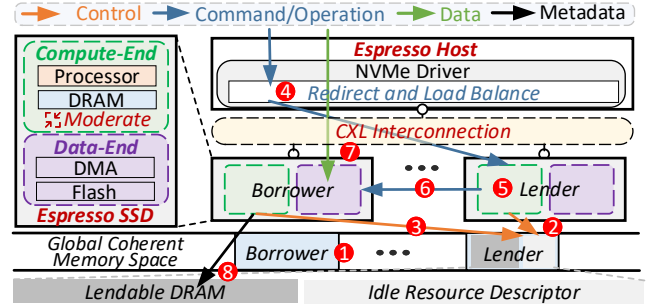 Control Command/Operation Data Metadata
Compute-End
Processor
DRAM
Moderate
Data-End
DMA
Flash
Espresso SSD
Espresso Host
NVMe Driver
4 Redirect and Load Balance
CXL Interconnection
7
Borrower
6
5 Lender
3
2
Global Coherent
Memory Space
Borrower 1
Lender
8
Lendable DRAM
Idle Resource Descriptor